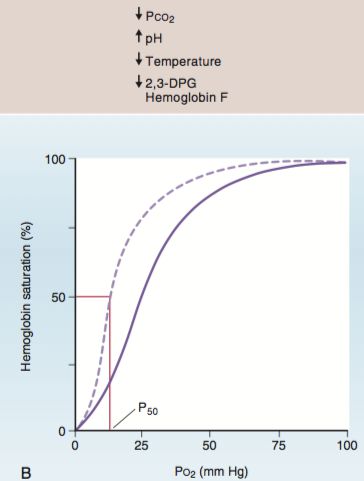 ↓ Pco₂
↑ pH
↓ Temperature
↓ 2,3-DPG
Hemoglobin F
100
50
0
Hemoglobin saturation (%)
P₅₀
0 25 50 75 100
Po₂ (mm Hg)
B